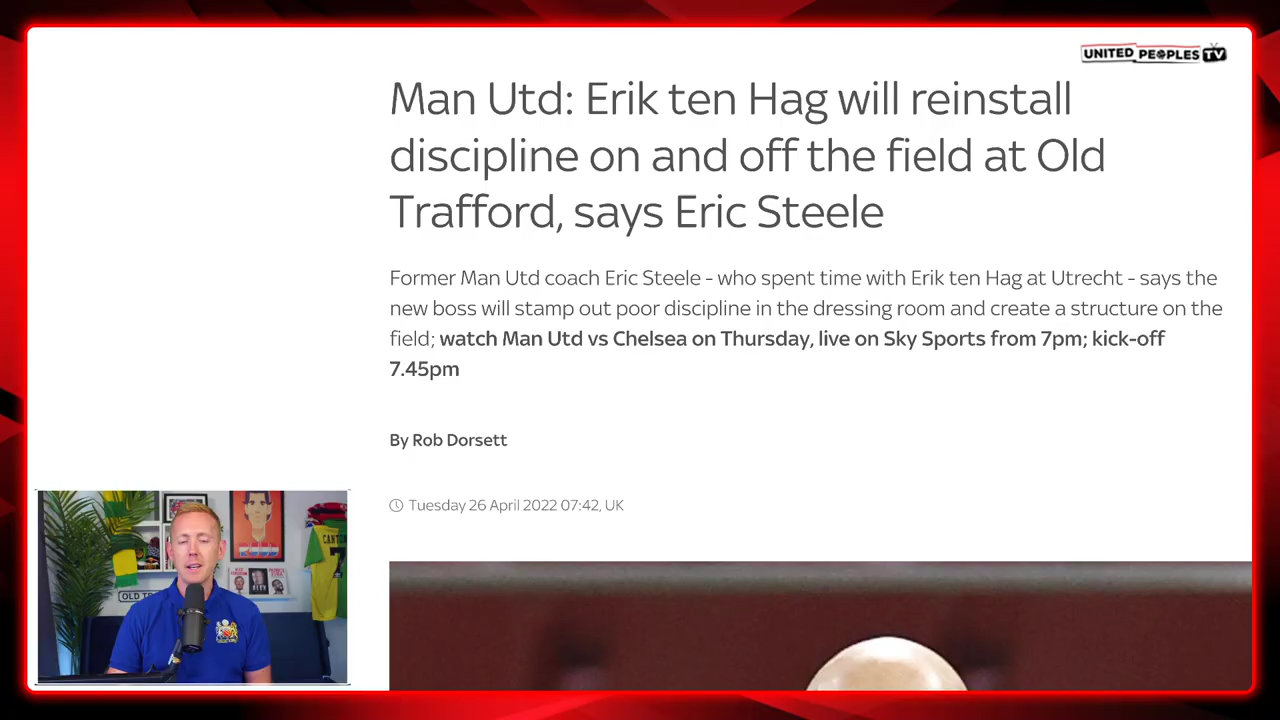 UNITED PEOPLES TV
Man Utd: Erik ten Hag will reinstall
discipline on and off the field at Old
Trafford, says Eric Steele
Former Man Utd coach Eric Steele - who spent time with Erik ten Hag at Utrecht - says the
new boss will stamp out poor discipline in the dressing room and create a structure on the
field; watch Man Utd vs Chelsea on Thursday, live on Sky Sports from 7pm; kick-off
7.45pm
By Rob Dorsett
Tuesday 26 April 2022 07:42, UK
CANTON
7
OLD